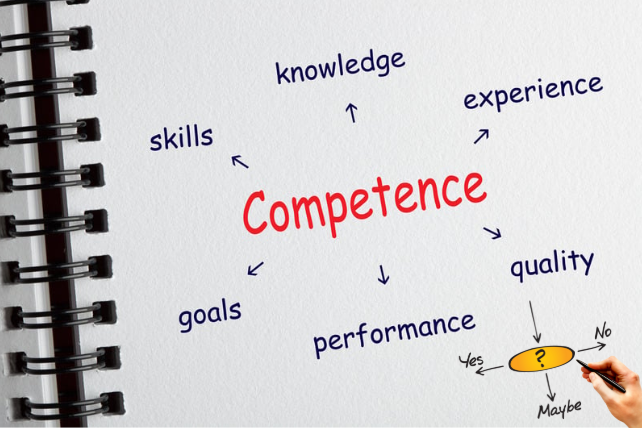 knowledge
experience
skills
Competence
quality
goals
performance
No
?
Yes
Maybe